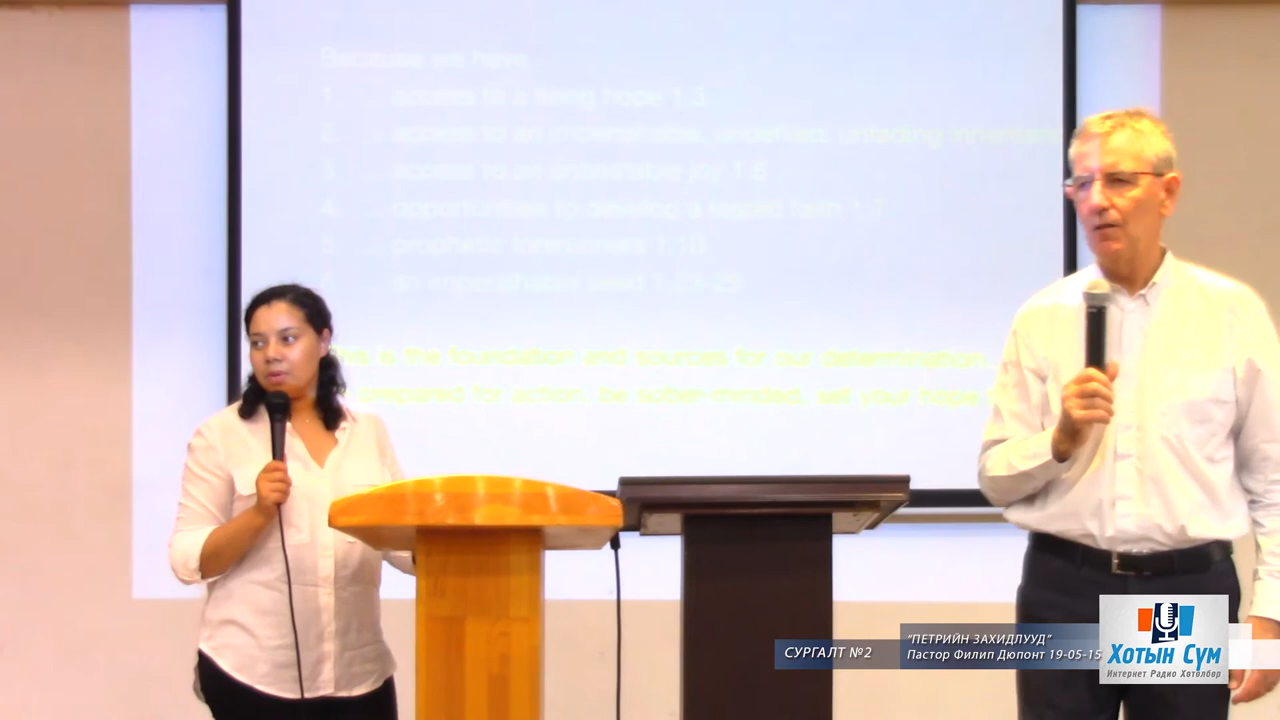 Because we have
1. ... access to a living hope 1:3
2. ... access to an imperishable, undefiled, unfading
3. ... access to an
joy 1:8
4. ... opportunities to develop a tested faith 1:7
5. ... prophetic forerunners 1:10
6. ... an imperishable seed 1:23-25
is the foundation and sources for our determination.
prepared for action, be sober-minded, set your hope
СУРГАЛТ №2
"ПЕТРИЙН ЗАХИДЛУУД"
Пастор Филип Дюпонт 19-05-15
Хотын Сүм
Интернет Радио Хөтөлбөр